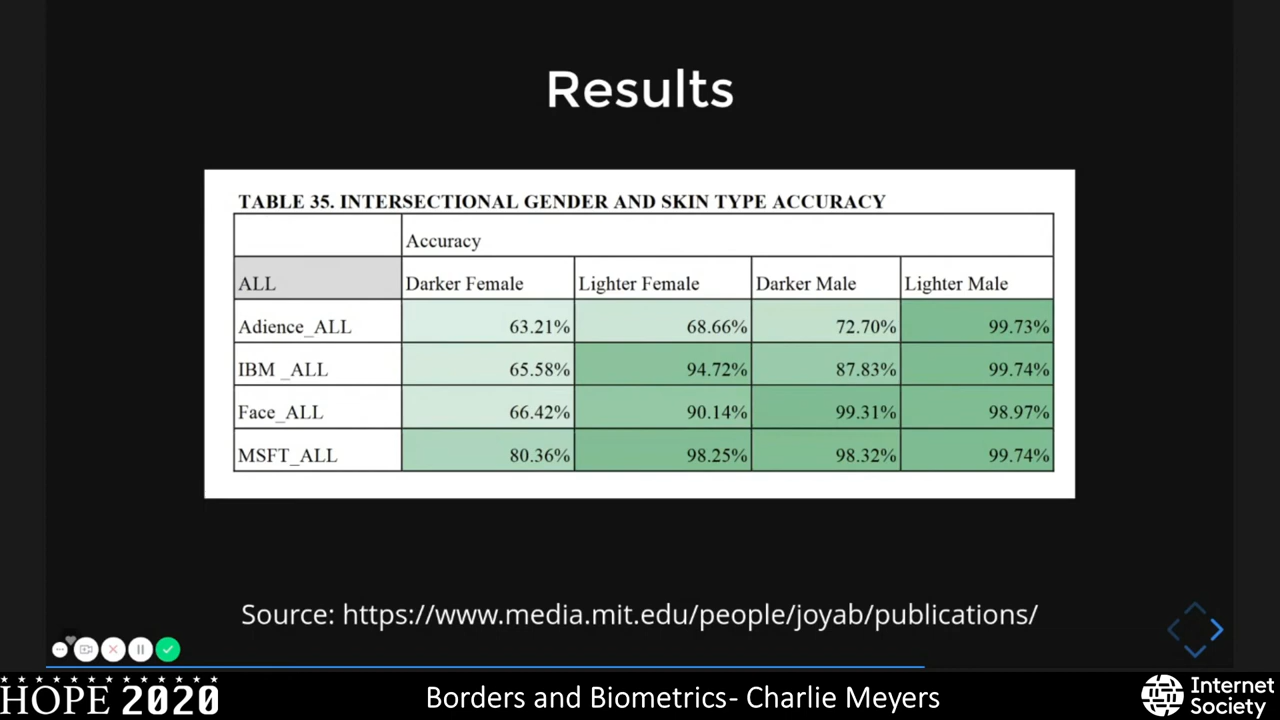 Results
TABLE 35. INTERSECTIONAL GENDER AND SKIN TYPE ACCURACY
Accuracy
ALL Darker Female Lighter Female Darker Male Lighter Male
Adience_ALL 63.21% 68.66% 72.70% 99.73%
IBM _ALL 65.58% 94.72% 87.83% 99.74%
Face_ALL 66.42% 90.14% 99.31% 98.97%
MSFT_ALL 80.36% 98.25% 98.32% 99.74%
Source: https://www.media.mit.edu/people/joyab/publications/
HOPE 2020 Borders and Biometrics- Charlie Meyers Internet
Society